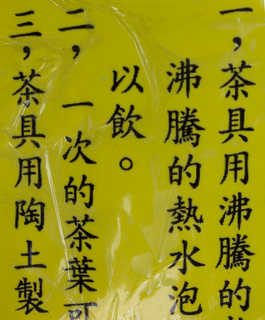 一，茶具用沸騰的
沸騰的熱水泡
以飲。
二，一次的茶葉可
三，茶具用陶土製